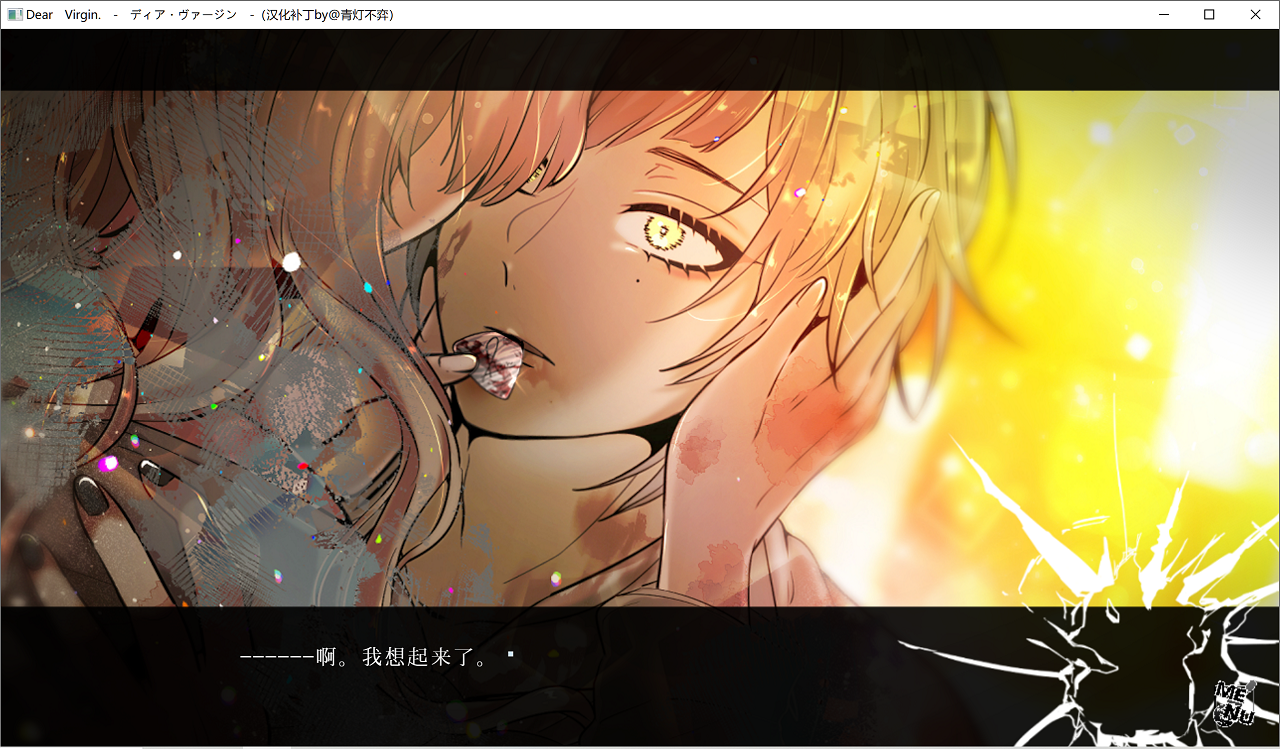 Dear　Virgin.　-　ディア・ヴァージン　-（汉化补丁by@青灯不弈）
------啊。我想起来了。
MENU